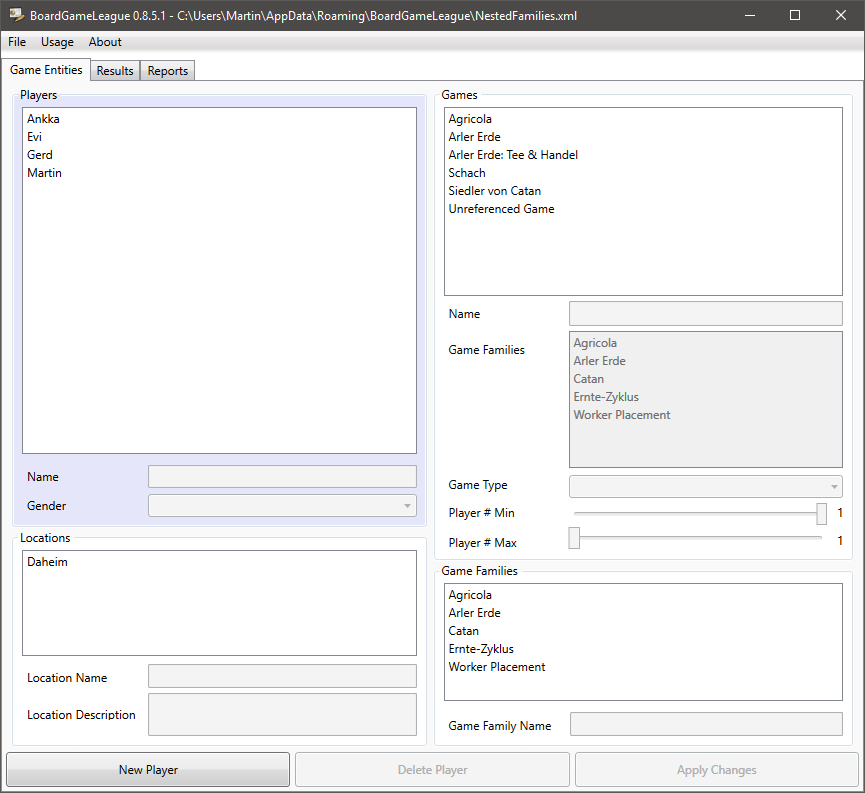 BoardGameLeague 0.8.5.1 - C:\Users\Martin\AppData\Roaming\BoardGameLeague\NestedFamilies.xml
File Usage About
Game Entities Results Reports
Players
Ankka
Evi
Gerd
Martin
Name
Gender
Locations
Daheim
Location Name
Location Description
Games
Agricola
Arler Erde
Arler Erde: Tee & Handel
Schach
Siedler von Catan
Unreferenced Game
Name
Game Families
Agricola
Arler Erde
Catan
Ernte-Zyklus
Worker Placement
Game Type
Player # Min 1
Player # Max 1
Game Families
Agricola
Arler Erde
Catan
Ernte-Zyklus
Worker Placement
Game Family Name
New Player Delete Player Apply Changes